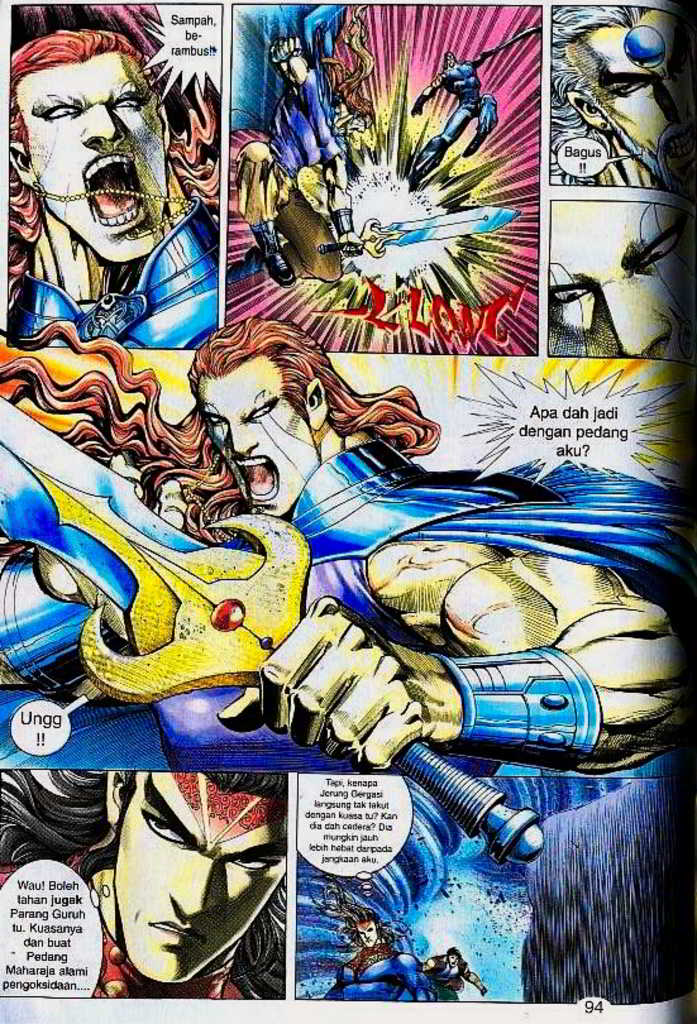 Sampah,
be-
rambus!!
Bagus
!!
Apa dah jadi
dengan pedang
aku?
Ungg
!!
Wau! Boleh
tahan jugak
Parang Guruh
tu. Kuasanya
dan buat
Pedang
Maharaja alami
pengoksidaan....
Tapi, kenapa
Jerung Gergasi
langsung tak takut
dengan kuasa tu? Kan
dia dah cedera? Dia
mungkin jauh
lebih hebat daripada
jangkaan aku.
94